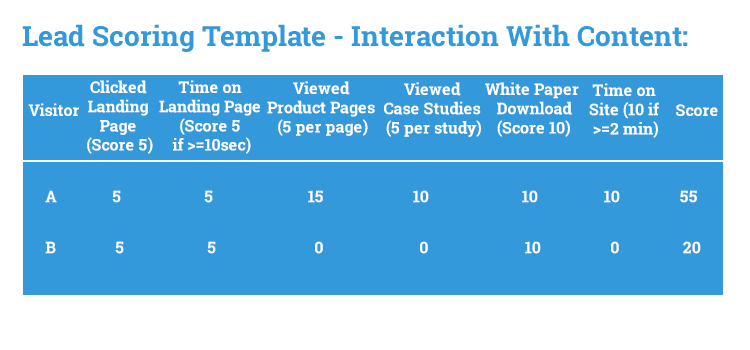 Lead Scoring Template - Interaction With Content:
Visitor
Clicked
Landing
Page
(Score 5)
Time on
Landing Page
(Score 5
if >=10sec)
Viewed
Product Pages
(5 per page)
Viewed
Case Studies
(5 per study)
White Paper
Download
(Score 10)
Time on
Site (10 if
>=2 min)
Score
A 5 5 15 10 10 10 55
B 5 5 0 0 10 0 20